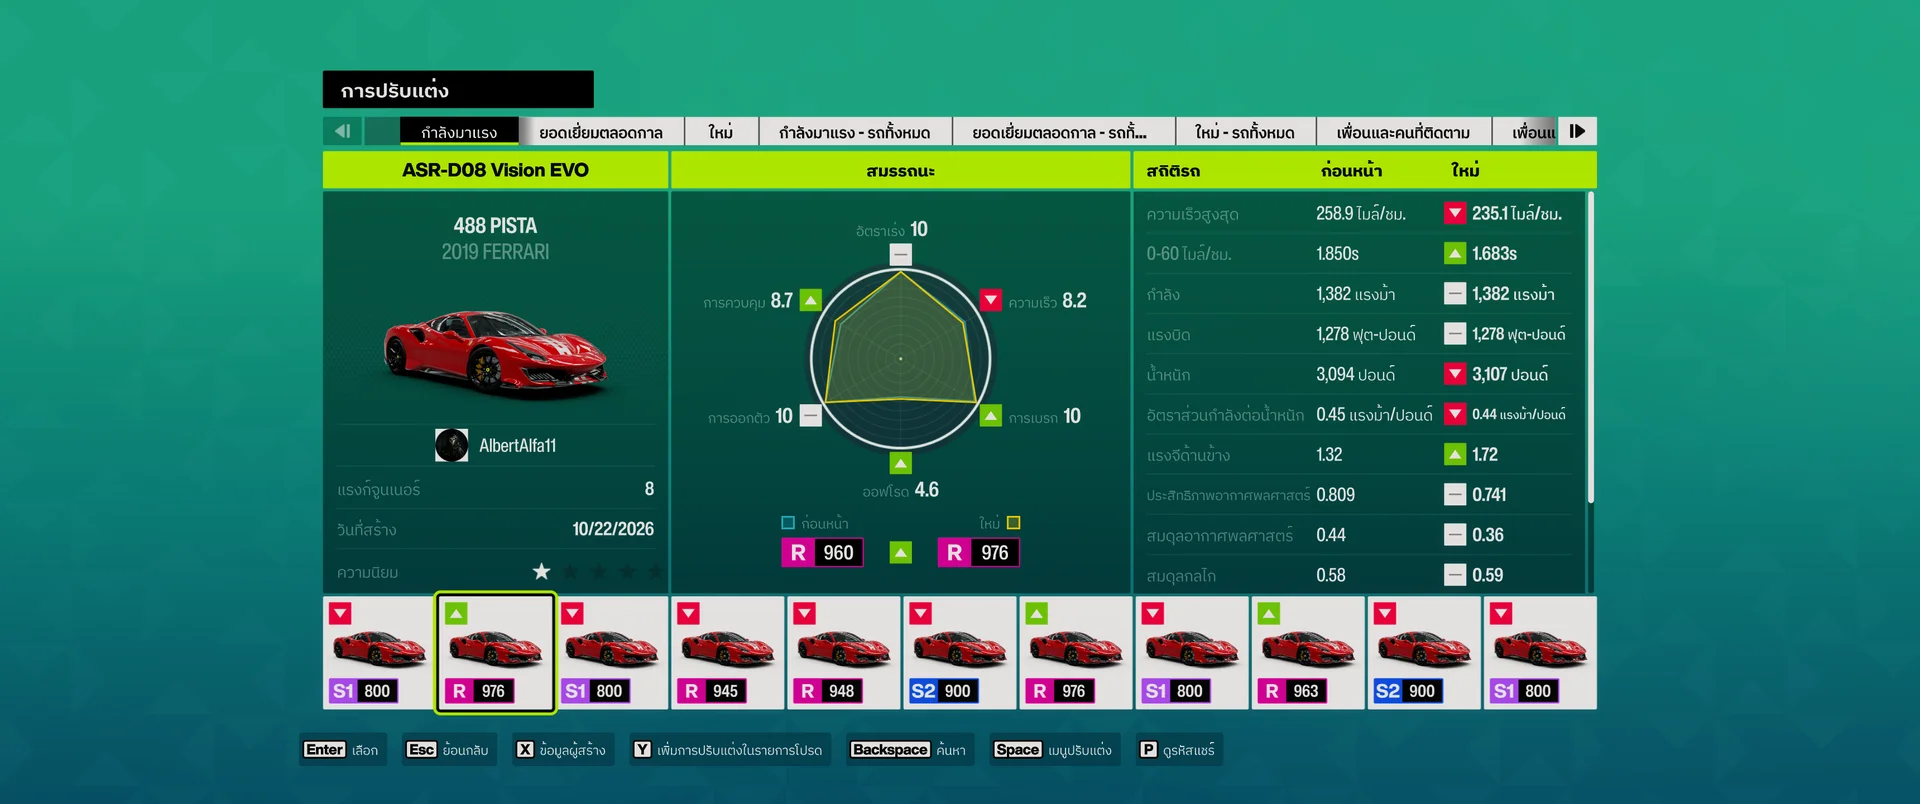 การปรับแต่ง
กำลังมาแรง ยอดเยี่ยมตลอดกาล ใหม่ กำลังมาแรง - รถทั้งหมด ยอดเยี่ยมตลอดกาล - รถทั้... ใหม่ - รถทั้งหมด เพื่อนและคนที่ติดตาม เพื่อนแ
ASR-D08 Vision EVO
488 PISTA
2019 FERRARI
AlbertAlfa11
แรงก์จูนเนอร์ 8
วันที่สร้าง 10/22/2026
ความนิยม
สมรรถนะ
อัตราเร่ง 10
การควบคุม 8.7
ความเร็ว 8.2
การออกตัว 10
การเบรก 10
ออฟโรด 4.6
ก่อนหน้า ใหม่
R 960 R 976
สถิติรถ ก่อนหน้า ใหม่
ความเร็วสูงสุด 258.9 ไมล์/ชม. 235.1 ไมล์/ชม.
0-60 ไมล์/ชม. 1.850s 1.683s
กำลัง 1,382 แรงม้า 1,382 แรงม้า
แรงบิด 1,278 ฟุต-ปอนด์ 1,278 ฟุต-ปอนด์
น้ำหนัก 3,094 ปอนด์ 3,107 ปอนด์
อัตราส่วนกำลังต่อน้ำหนัก 0.45 แรงม้า/ปอนด์ 0.44 แรงม้า/ปอนด์
แรงจีด้านข้าง 1.32 1.72
ประสิทธิภาพอากาศพลศาสตร์ 0.809 0.741
สมดุลอากาศพลศาสตร์ 0.44 0.36
สมดุลกลไก 0.58 0.59
S1 800 R 976 S1 800 R 945 R 948 S2 900 R 976 S1 800 R 963 S2 900 S1 800
Enter เลือก Esc ย้อนกลับ X ข้อมูลผู้สร้าง Y เพิ่มการปรับแต่งในรายการโปรด Backspace ค้นหา Space เมนูปรับแต่ง P ดูรหัสแชร์